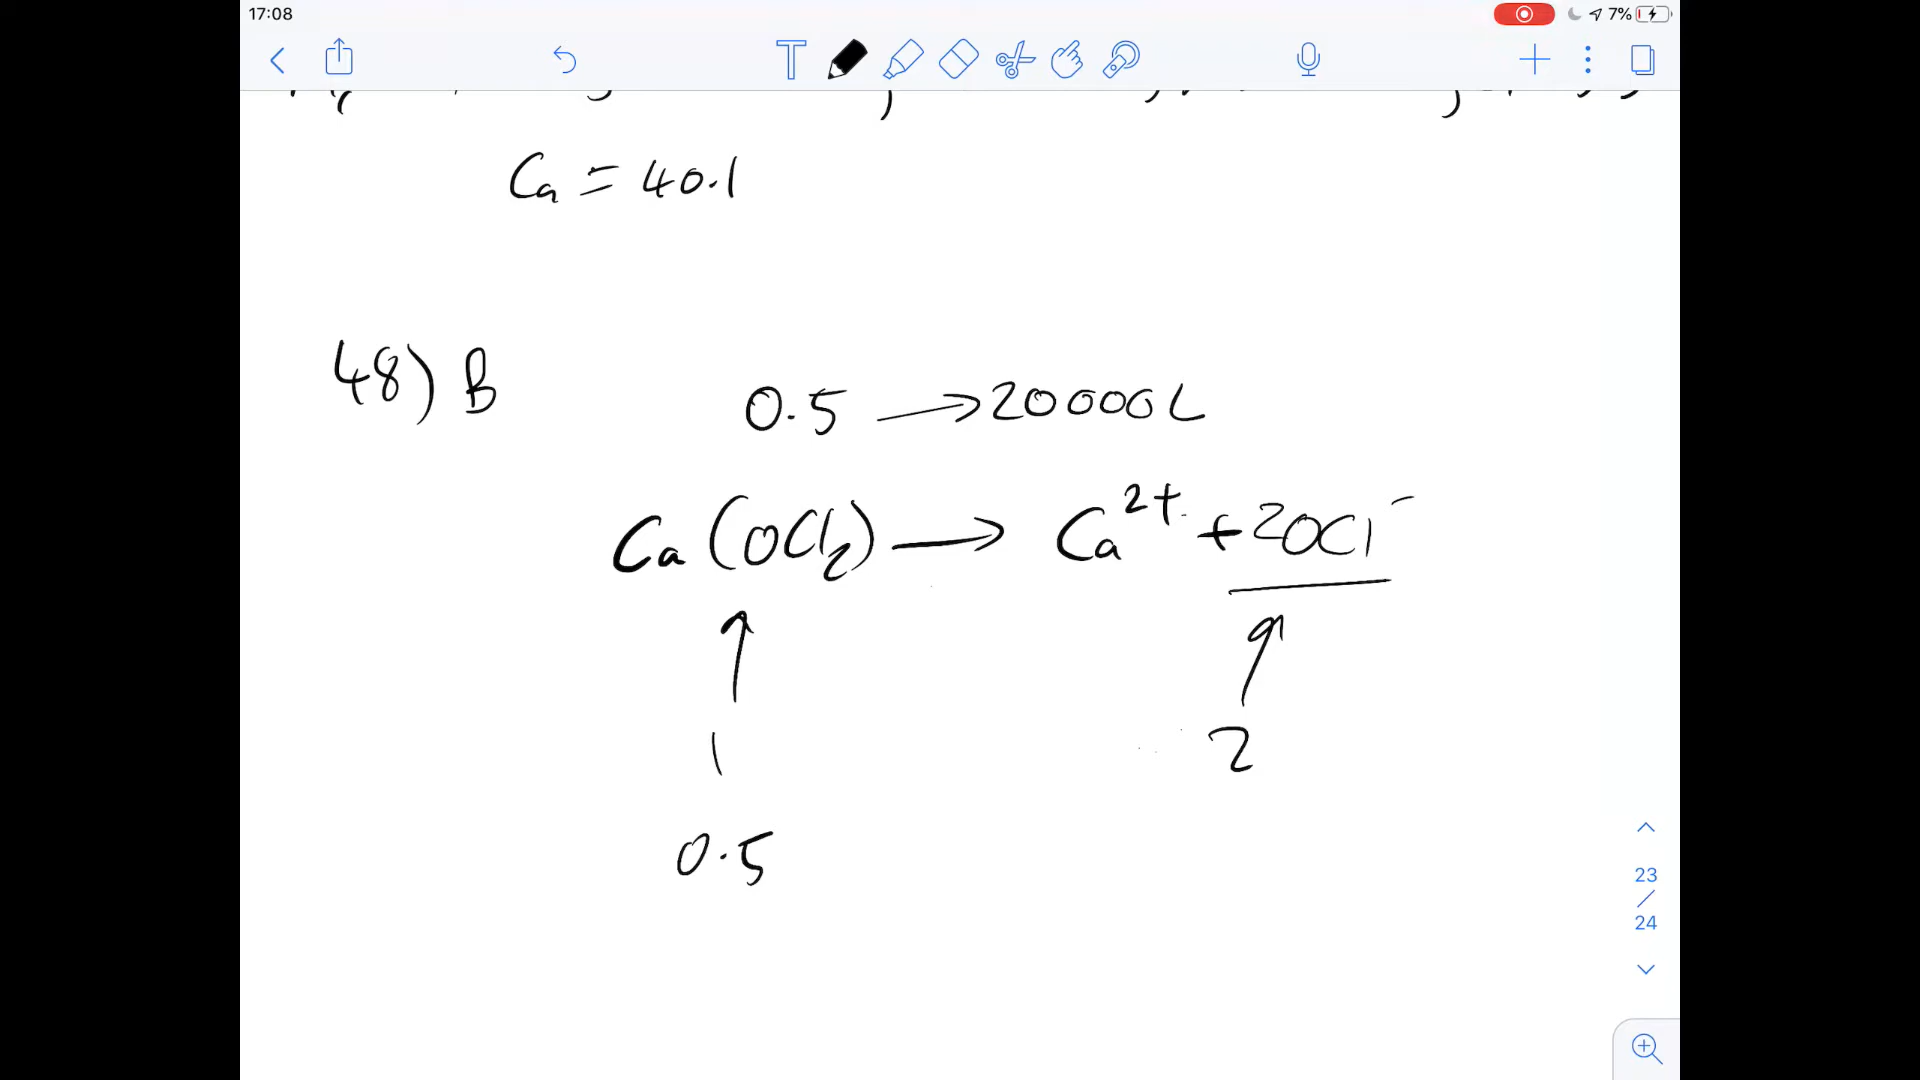 17:08 7%
T
Ca = 40.1
48) B
0.5 → 20000L
Ca (OCl₂) → Ca²⁺ + 2OCl⁻
1 2
0.5
23
/
24